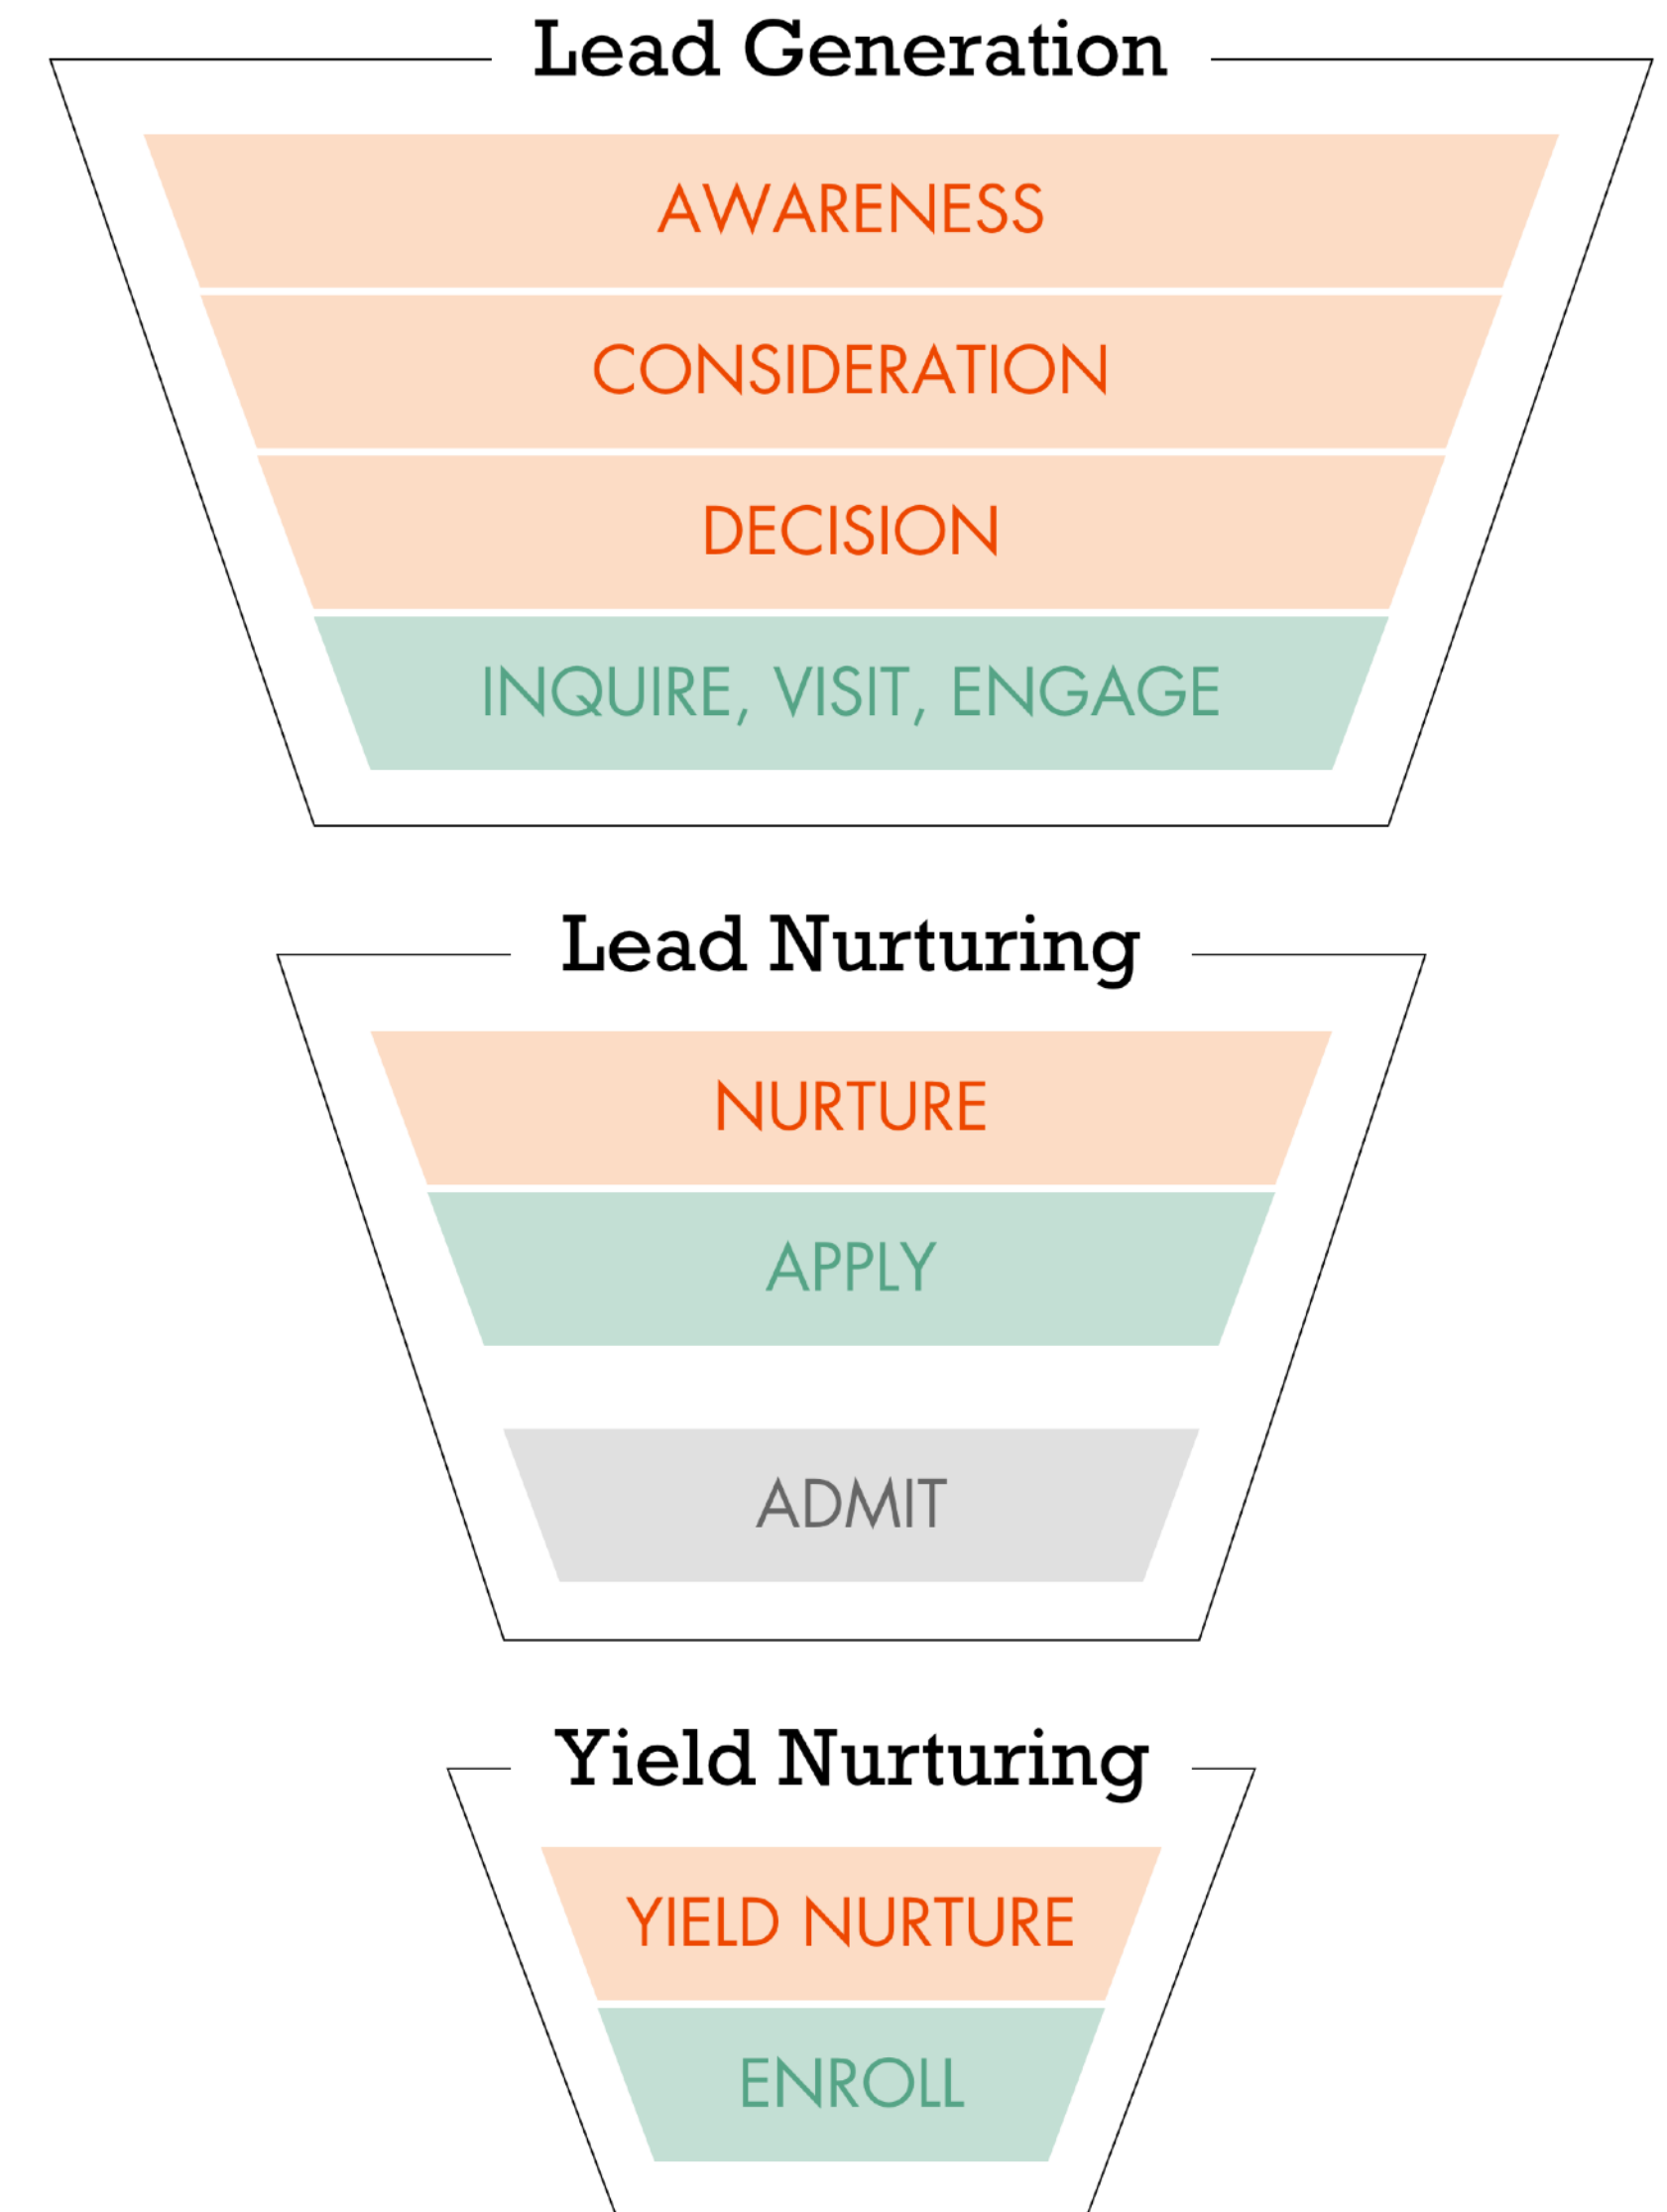 Lead Generation
AWARENESS
CONSIDERATION
DECISION
INQUIRE, VISIT, ENGAGE
Lead Nurturing
NURTURE
APPLY
ADMIT
Yield Nurturing
YIELD NURTURE
ENROLL